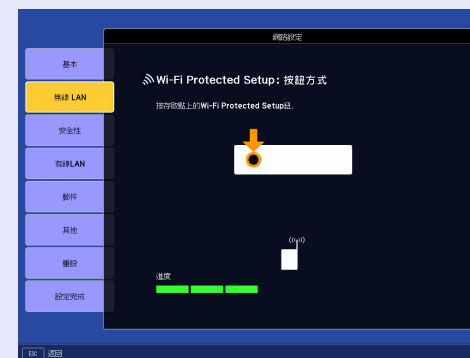 網路設定
基本
無線 LAN
安全性
有線LAN
郵件
其他
重設
設定完成
Wi-Fi Protected Setup: 按鈕方式
按存取點上的Wi-Fi Protected Setup鈕.
進度
ESC 返回